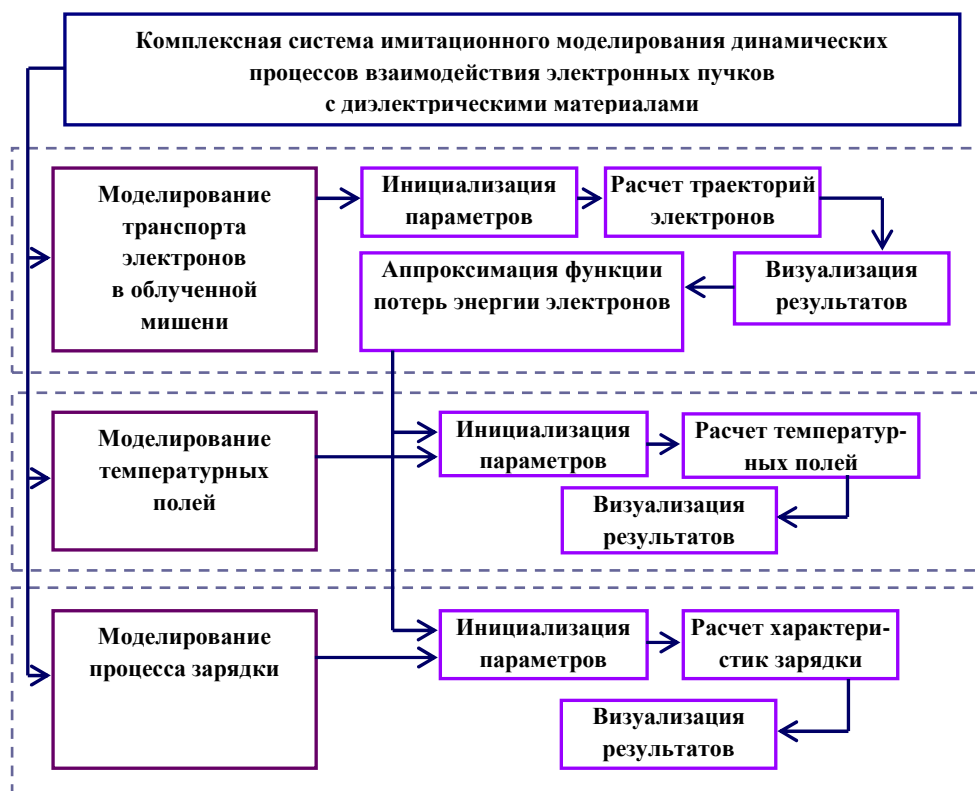 Комплексная система имитационного моделирования динамических
процессов взаимодействия электронных пучков
с диэлектрическими материалами
Моделирование
транспорта
электронов
в облученной
мишени
Инициализация
параметров
Расчет траекторий
электронов
Аппроксимация функции
потерь энергии электронов
Визуализация
результатов
Моделирование
температурных
полей
Инициализация
параметров
Расчет температур-
ных полей
Визуализация
результатов
Моделирование
процесса зарядки
Инициализация
параметров
Расчет характери-
стик зарядки
Визуализация
результатов